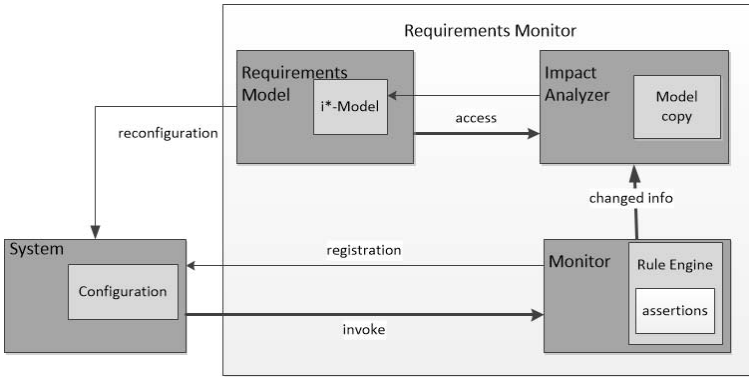 Requirements Monitor
Requirements
Model
i*-Model
Impact
Analyzer
Model
copy
access
reconfiguration
changed info
System
Configuration
registration
invoke
Monitor
Rule Engine
assertions